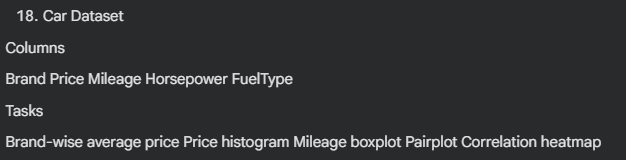 18. Car Dataset
Columns
Brand Price Mileage Horsepower FuelType
Tasks
Brand-wise average price Price histogram Mileage boxplot Pairplot Correlation heatmap